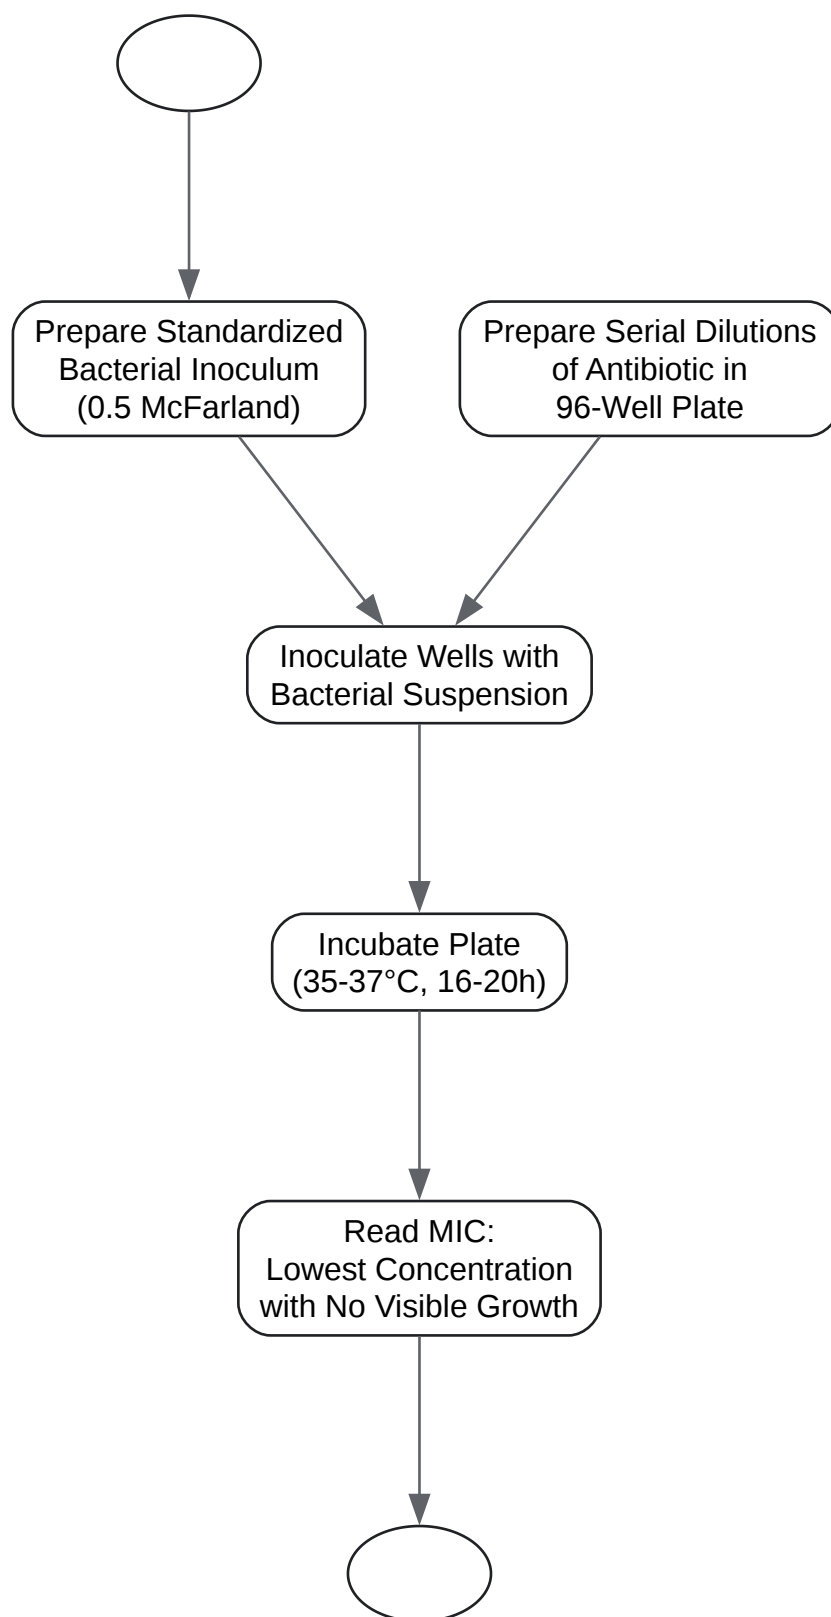 Prepare Standardized
Bacterial Inoculum
(0.5 McFarland)
Prepare Serial Dilutions
of Antibiotic in
96-Well Plate
Inoculate Wells with
Bacterial Suspension
Incubate Plate
(35-37°C, 16-20h)
Read MIC:
Lowest Concentration
with No Visible Growth